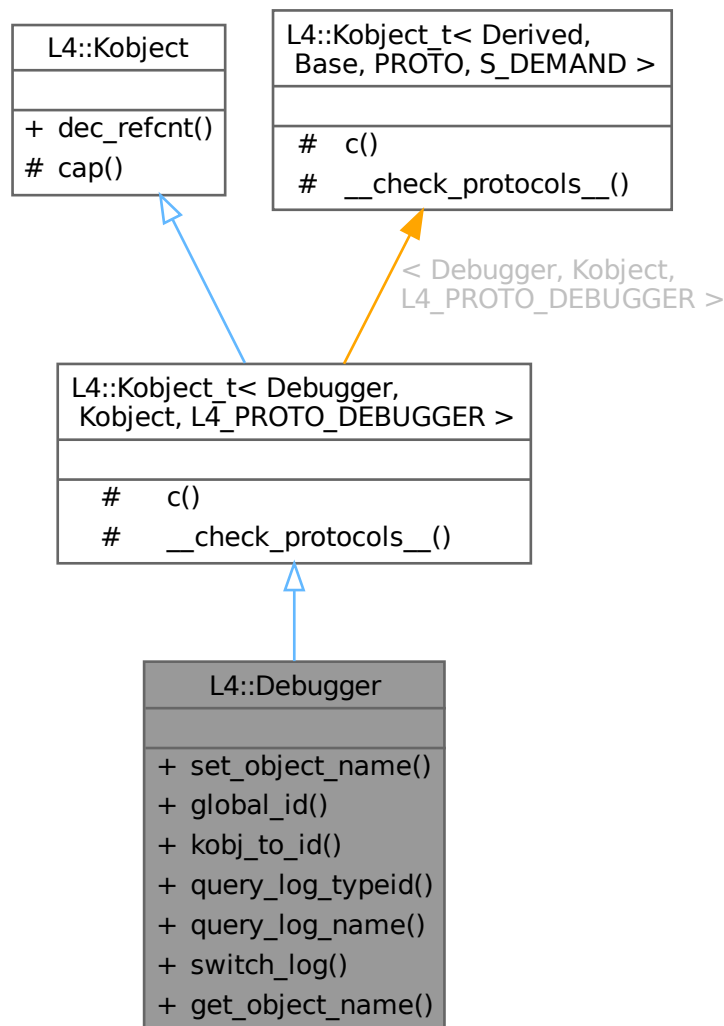 L4::Kobject
+ dec_refcnt()
# cap()
L4::Kobject_t< Derived,
Base, PROTO, S_DEMAND >
# c()
# __check_protocols__()
< Debugger, Kobject,
L4_PROTO_DEBUGGER >
L4::Kobject_t< Debugger,
Kobject, L4_PROTO_DEBUGGER >
# c()
# __check_protocols__()
L4::Debugger
+ set_object_name()
+ global_id()
+ kobj_to_id()
+ query_log_typeid()
+ query_log_name()
+ switch_log()
+ get_object_name()